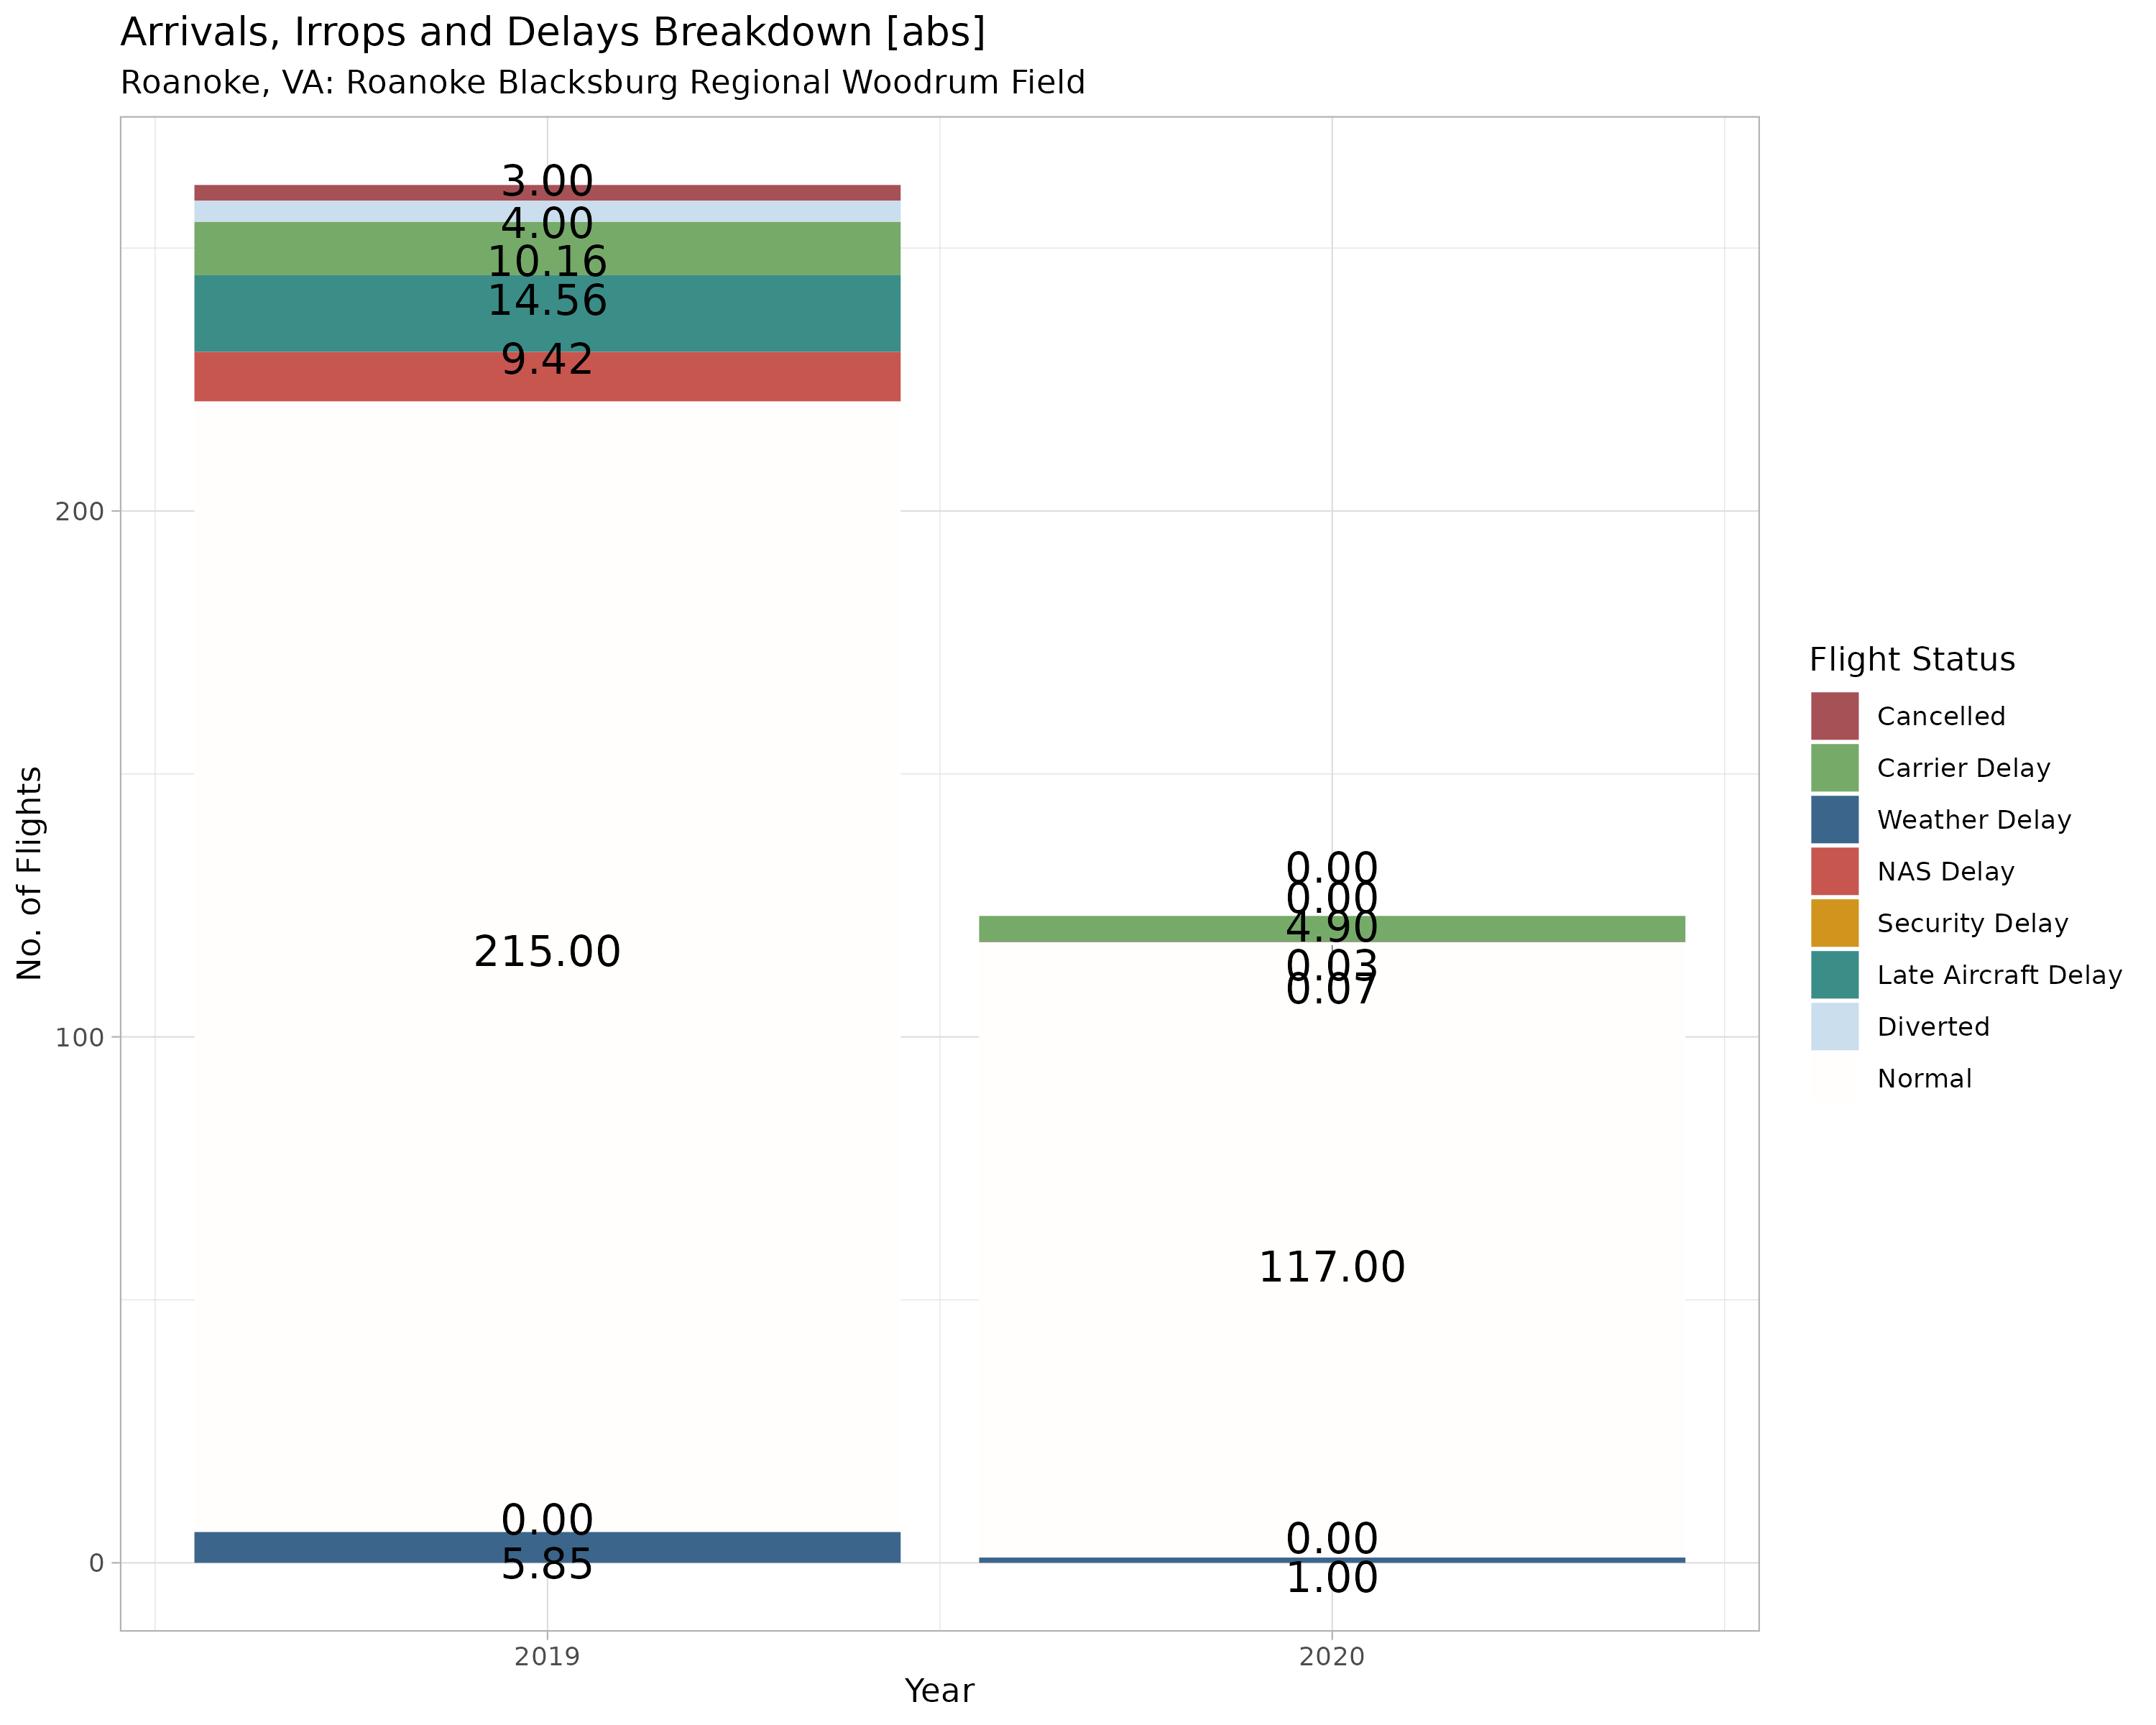 Arrivals, Irrops and Delays Breakdown [abs]
Roanoke, VA: Roanoke Blacksburg Regional Woodrum Field
No. of Flights
200
100
0
3.00
4.00
10.16
14.56
9.42
215.00
0.00
5.85
0.00
0.00
4.90
0.03
0.07
117.00
0.00
1.00
2019
2020
Year
Flight Status
Cancelled
Carrier Delay
Weather Delay
NAS Delay
Security Delay
Late Aircraft Delay
Diverted
Normal